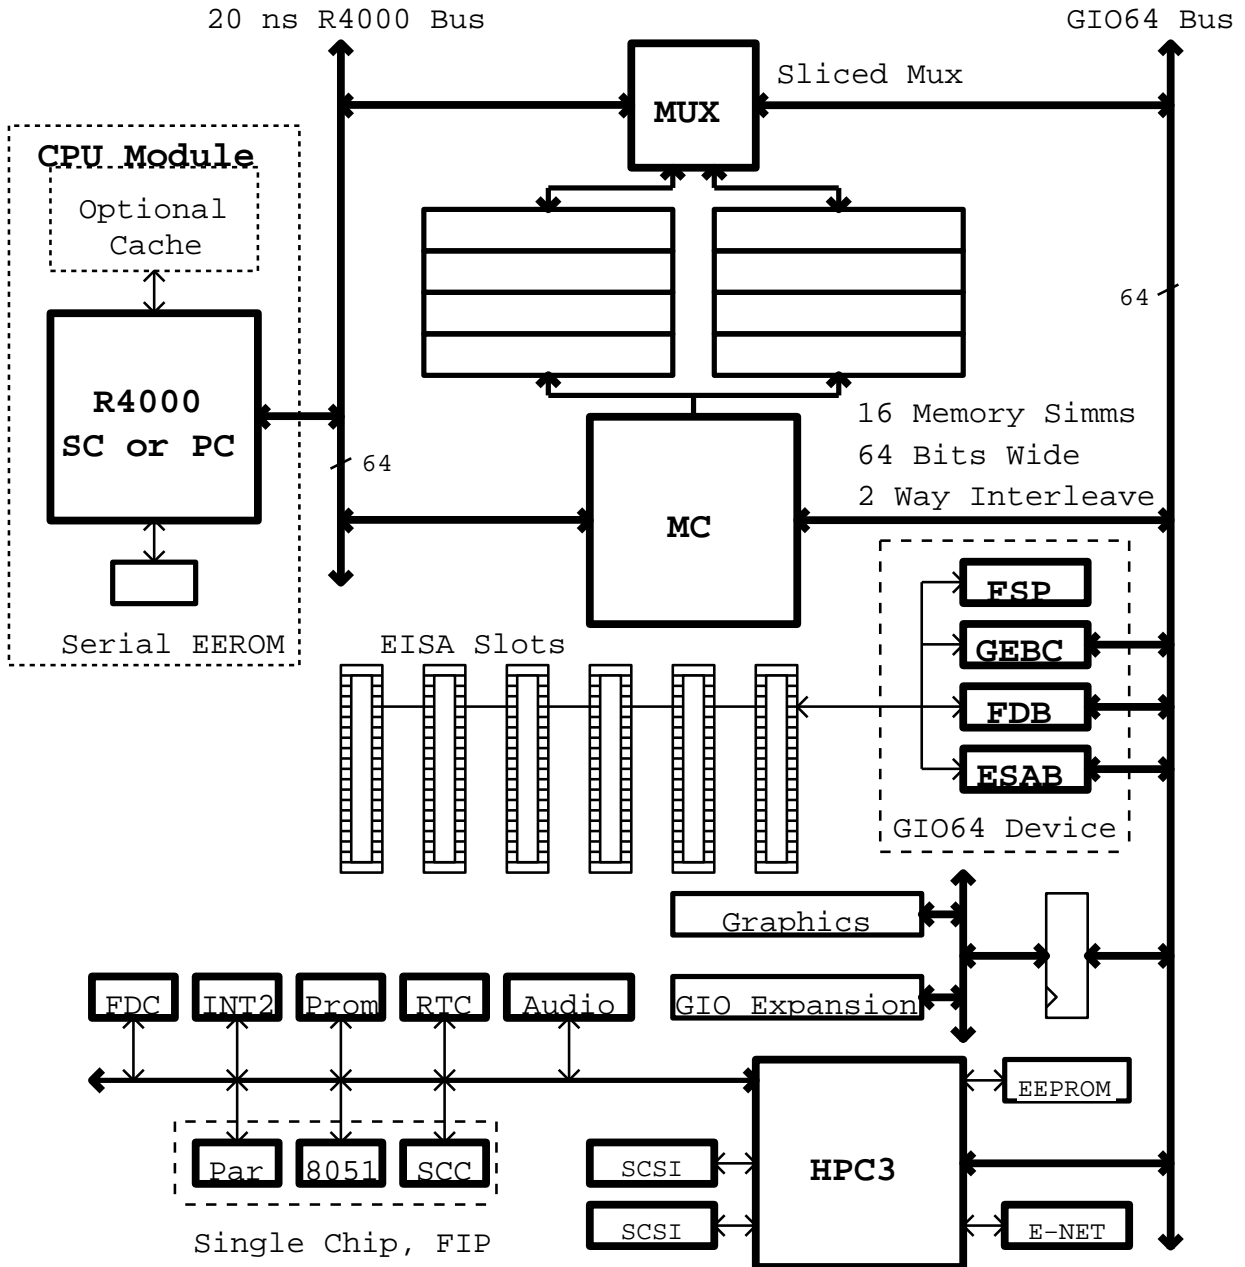 20 ns R4000 Bus
GIO64 Bus
Sliced Mux
MUX
CPU Module
Optional
Cache
64
R4000
SC or PC
64
16 Memory Simms
64 Bits Wide
2 Way Interleave
MC
FSP
Serial EEROM
EISA Slots
GEBC
FDB
ESAB
GIO64 Device
Graphics
FDC
INT2
Prom
RTC
Audio
GIO Expansion
EEPROM
Par
8051
SCC
SCSI
HPC3
SCSI
E-NET
Single Chip, FIP